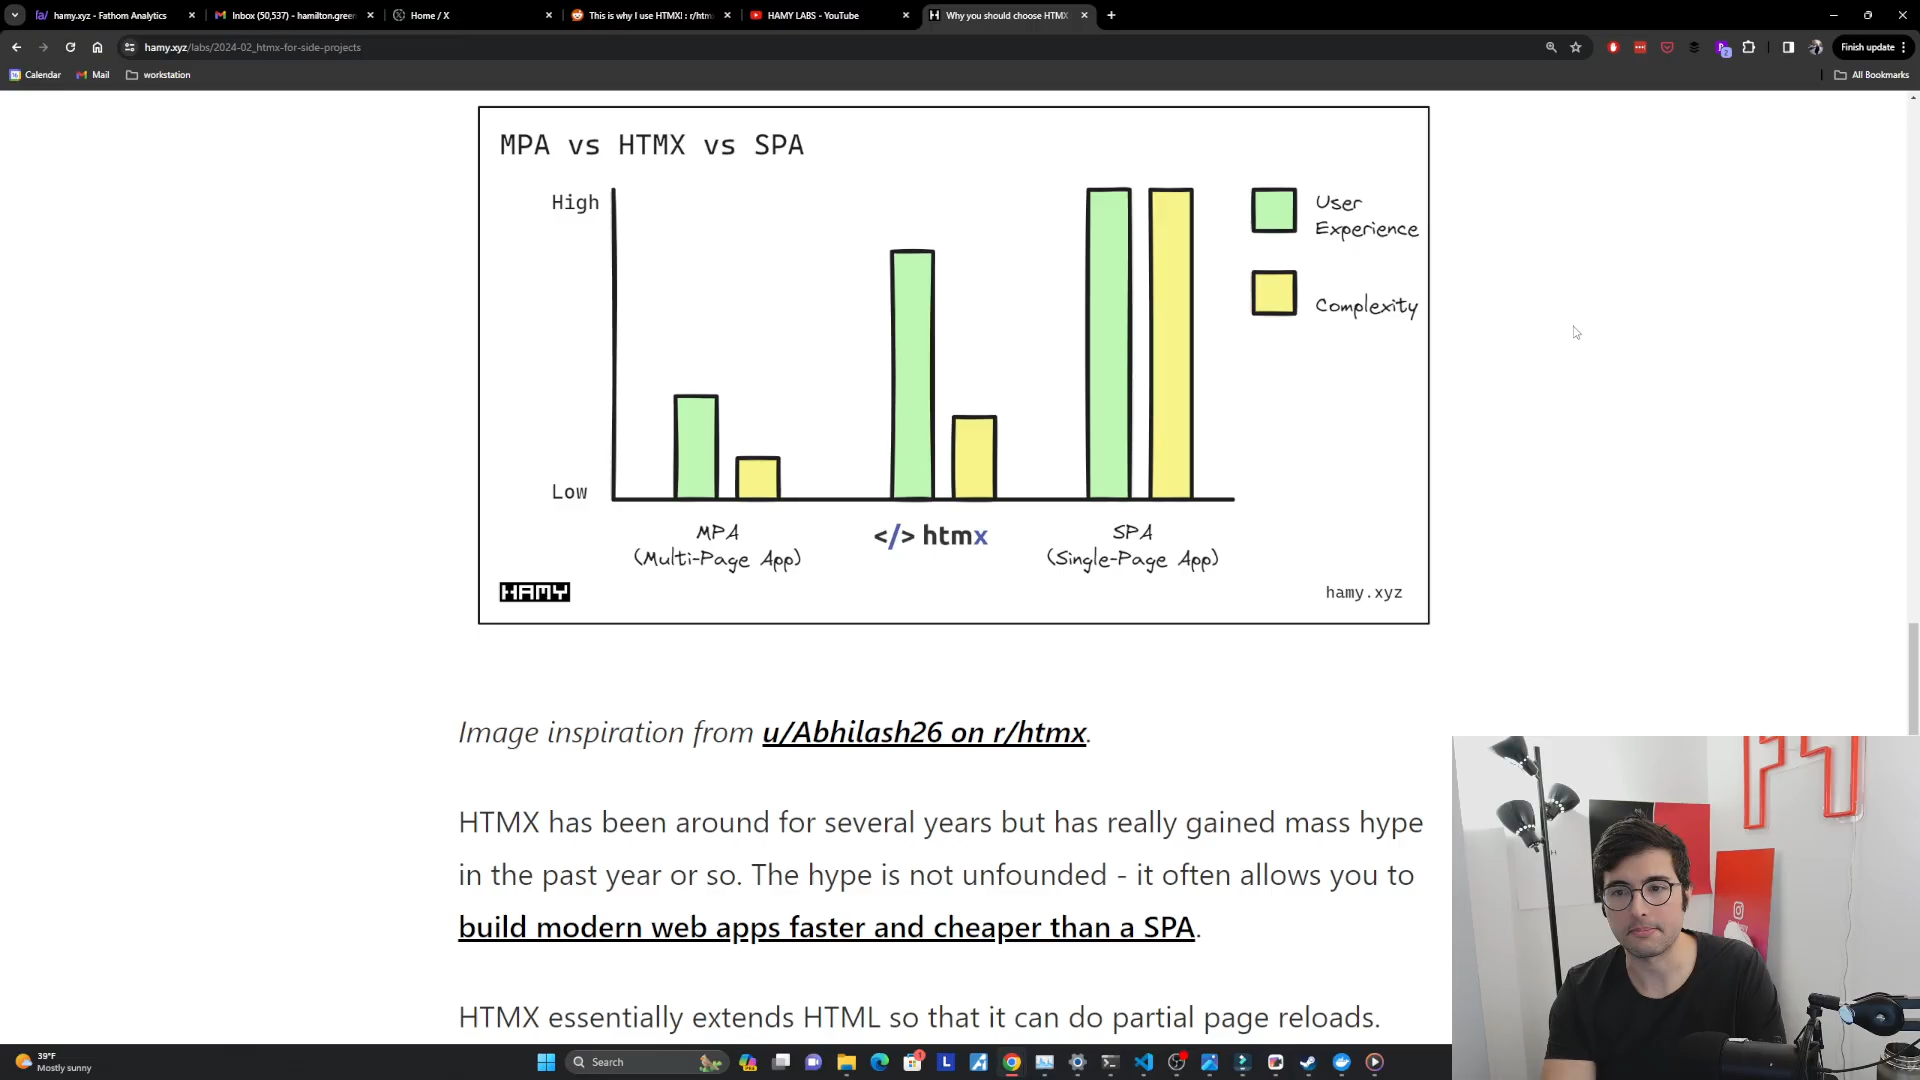 hamy.xyz - Fathom Analytics
Inbox (50,537) - hamilton.green
Home / X
This is why I use HTMX! : r/htm
HAMY LABS - YouTube
Why you should choose HTMX
hamy.xyz/labs/2024-02_htmx-for-side-projects
Finish update
Calendar
Mail
workstation
All Bookmarks
MPA vs HTMX vs SPA
High
Low
User
Experience
Complexity
MPA
(Multi-Page App)
</> htmx
SPA
(Single-Page App)
HAMY
hamy.xyz
Image inspiration from u/Abhilash26 on r/htmx.
HTMX has been around for several years but has really gained mass hype
in the past year or so. The hype is not unfounded - it often allows you to
build modern web apps faster and cheaper than a SPA.
HTMX essentially extends HTML so that it can do partial page reloads.
39°F
Mostly sunny
Search